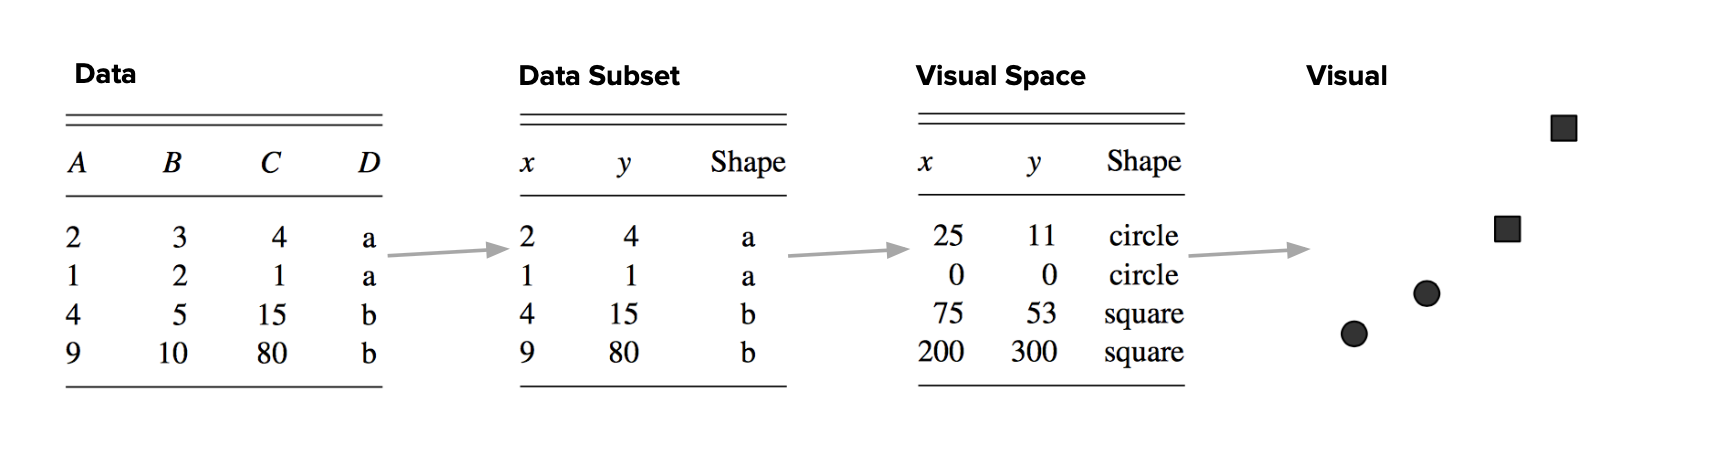 Data
A B C D
2 3 4 a
1 2 1 a
4 5 15 b
9 10 80 b
Data Subset
x y Shape
2 4 a
1 1 a
4 15 b
9 80 b
Visual Space
x y Shape
25 11 circle
0 0 circle
75 53 square
200 300 square
Visual